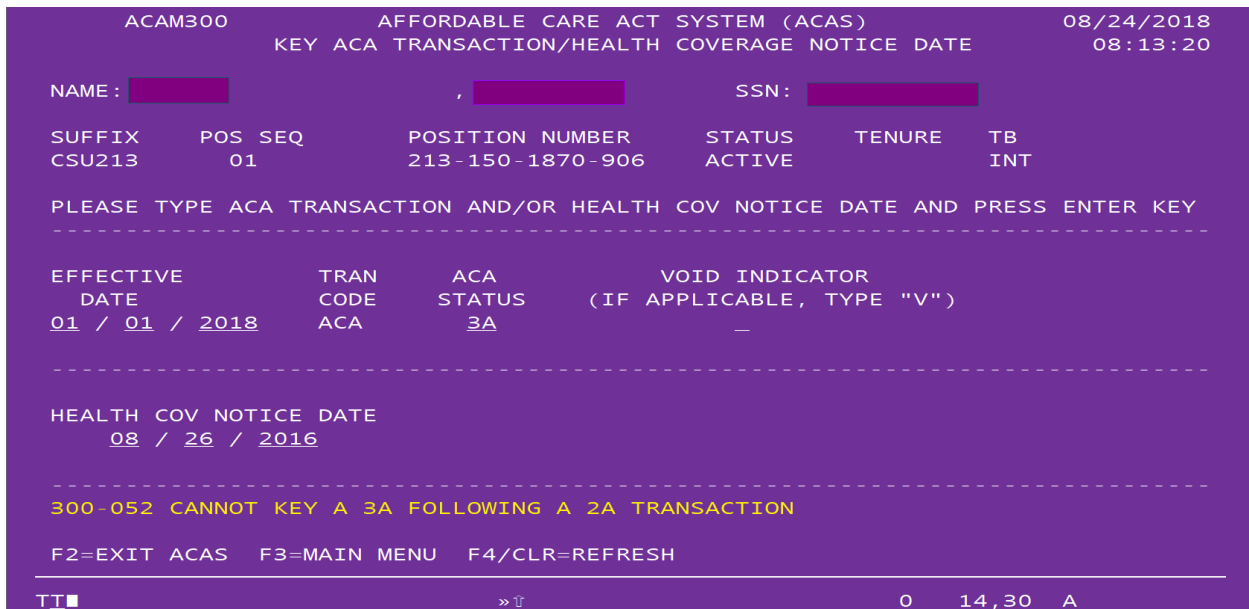 ACAM300 AFFORDABLE CARE ACT SYSTEM (ACAS) 08/24/2018
KEY ACA TRANSACTION/HEALTH COVERAGE NOTICE DATE 08:13:20
NAME: , SSN:
SUFFIX POS SEQ POSITION NUMBER STATUS TENURE TB
CSU213 01 213-150-1870-906 ACTIVE INT
PLEASE TYPE ACA TRANSACTION AND/OR HEALTH COV NOTICE DATE AND PRESS ENTER KEY
EFFECTIVE TRAN ACA VOID INDICATOR
DATE CODE STATUS (IF APPLICABLE, TYPE "V")
01 / 01 / 2018 ACA 3A _
HEALTH COV NOTICE DATE
08 / 26 / 2016
300-052 CANNOT KEY A 3A FOLLOWING A 2A TRANSACTION
F2=EXIT ACAS F3=MAIN MENU F4/CLR=REFRESH
TT »⇧ 0 14,30 A